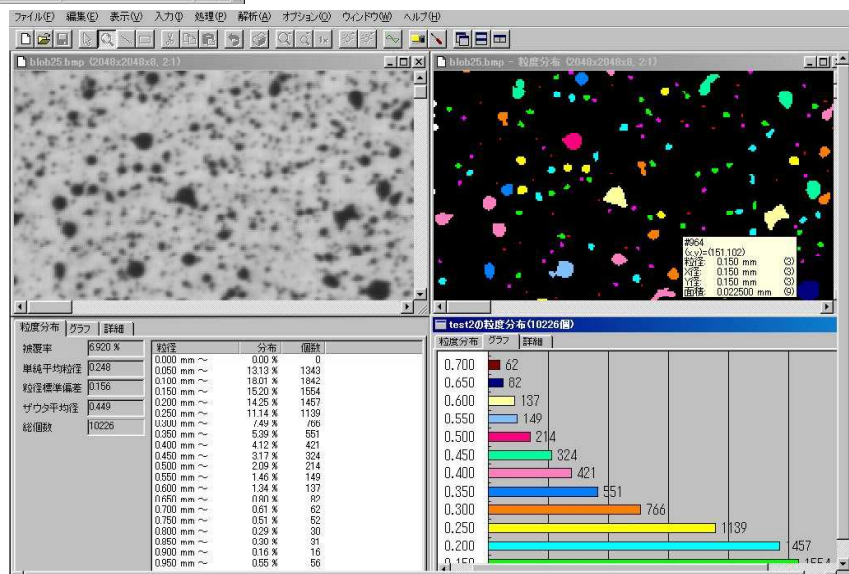 ファイル(F) 編集(E) 表示(V) 入力(I) 処理(P) 解析(A) オプション(O) ウィンドウ(W) ヘルプ(H)
1x
blob25.bmp (2048x2048x8, 2:1)
blob25.bmp - 粒度分布 (2048x2048x8, 2:1)
#964
(x,y)=(151,102)
粒径: 0.150 mm (3)
X径: 0.150 mm (3)
Y径: 0.150 mm (3)
面積: 0.022500 mm (9)
粒度分布 グラフ 詳細
被覆率 6.920 %
単純平均粒径 0.248
粒径標準偏差 0.156
ザウタ平均径 0.449
総個数 10226
粒径 分布 個数
0.000 mm ～ 0.00 % 0
0.050 mm ～ 13.13 % 1343
0.100 mm ～ 18.01 % 1842
0.150 mm ～ 15.20 % 1554
0.200 mm ～ 14.25 % 1457
0.250 mm ～ 11.14 % 1139
0.300 mm ～ 7.49 % 766
0.350 mm ～ 5.39 % 551
0.400 mm ～ 4.12 % 421
0.450 mm ～ 3.17 % 324
0.500 mm ～ 2.09 % 214
0.550 mm ～ 1.46 % 149
0.600 mm ～ 1.34 % 137
0.650 mm ～ 0.80 % 82
0.700 mm ～ 0.61 % 62
0.750 mm ～ 0.51 % 52
0.800 mm ～ 0.29 % 30
0.850 mm ～ 0.30 % 31
0.900 mm ～ 0.16 % 16
0.950 mm ～ 0.55 % 56
test2の粒度分布(10226個)
粒度分布 グラフ 詳細
0.700 62
0.650 82
0.600 137
0.550 149
0.500 214
0.450 324
0.400 421
0.350 551
0.300 766
0.250 1139
0.200 1457
0.150 1554